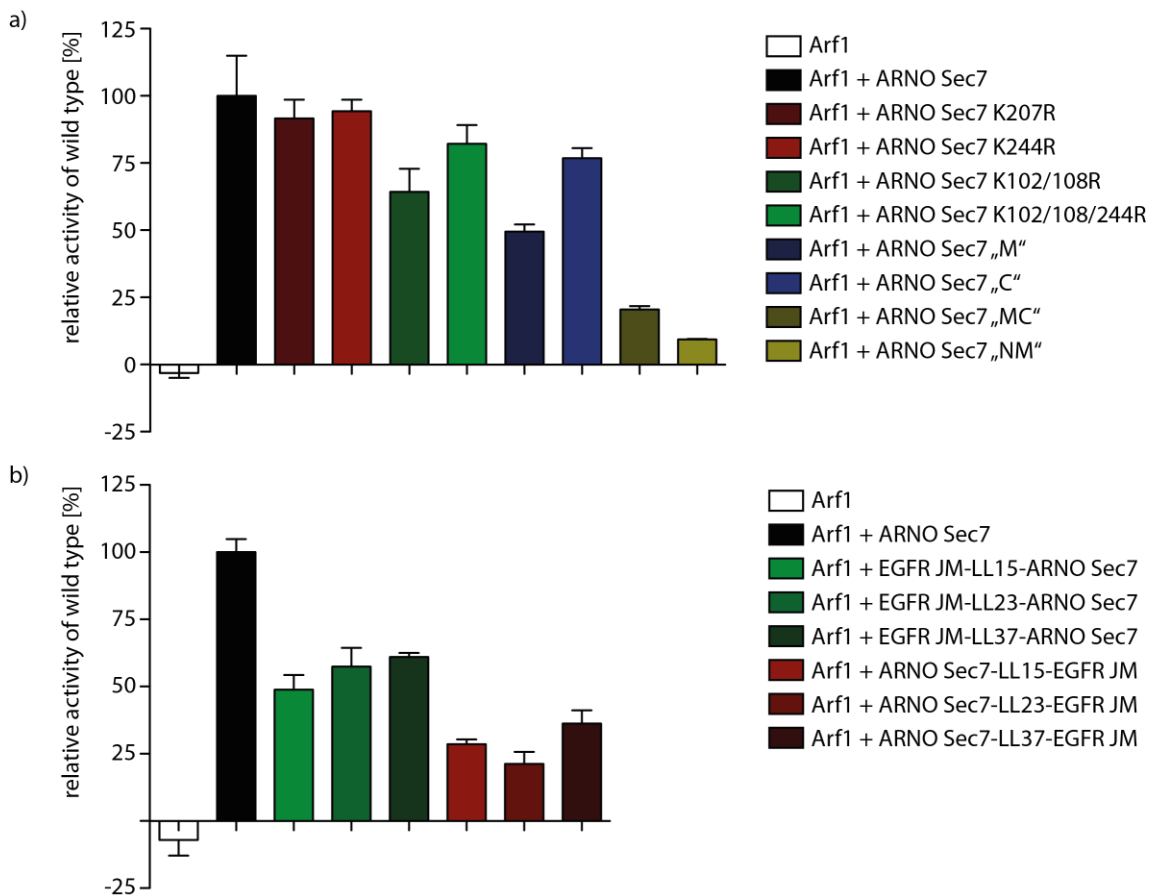 a)
relative activity of wild type [%]
125
100
75
50
25
0
-25
Arf1
Arf1 + ARNO Sec7
Arf1 + ARNO Sec7 K207R
Arf1 + ARNO Sec7 K244R
Arf1 + ARNO Sec7 K102/108R
Arf1 + ARNO Sec7 K102/108/244R
Arf1 + ARNO Sec7 „M“
Arf1 + ARNO Sec7 „C“
Arf1 + ARNO Sec7 „MC“
Arf1 + ARNO Sec7 „NM“
b)
relative activity of wild type [%]
125
100
75
50
25
-25
Arf1
Arf1 + ARNO Sec7
Arf1 + EGFR JM-LL15-ARNO Sec7
Arf1 + EGFR JM-LL23-ARNO Sec7
Arf1 + EGFR JM-LL37-ARNO Sec7
Arf1 + ARNO Sec7-LL15-EGFR JM
Arf1 + ARNO Sec7-LL23-EGFR JM
Arf1 + ARNO Sec7-LL37-EGFR JM